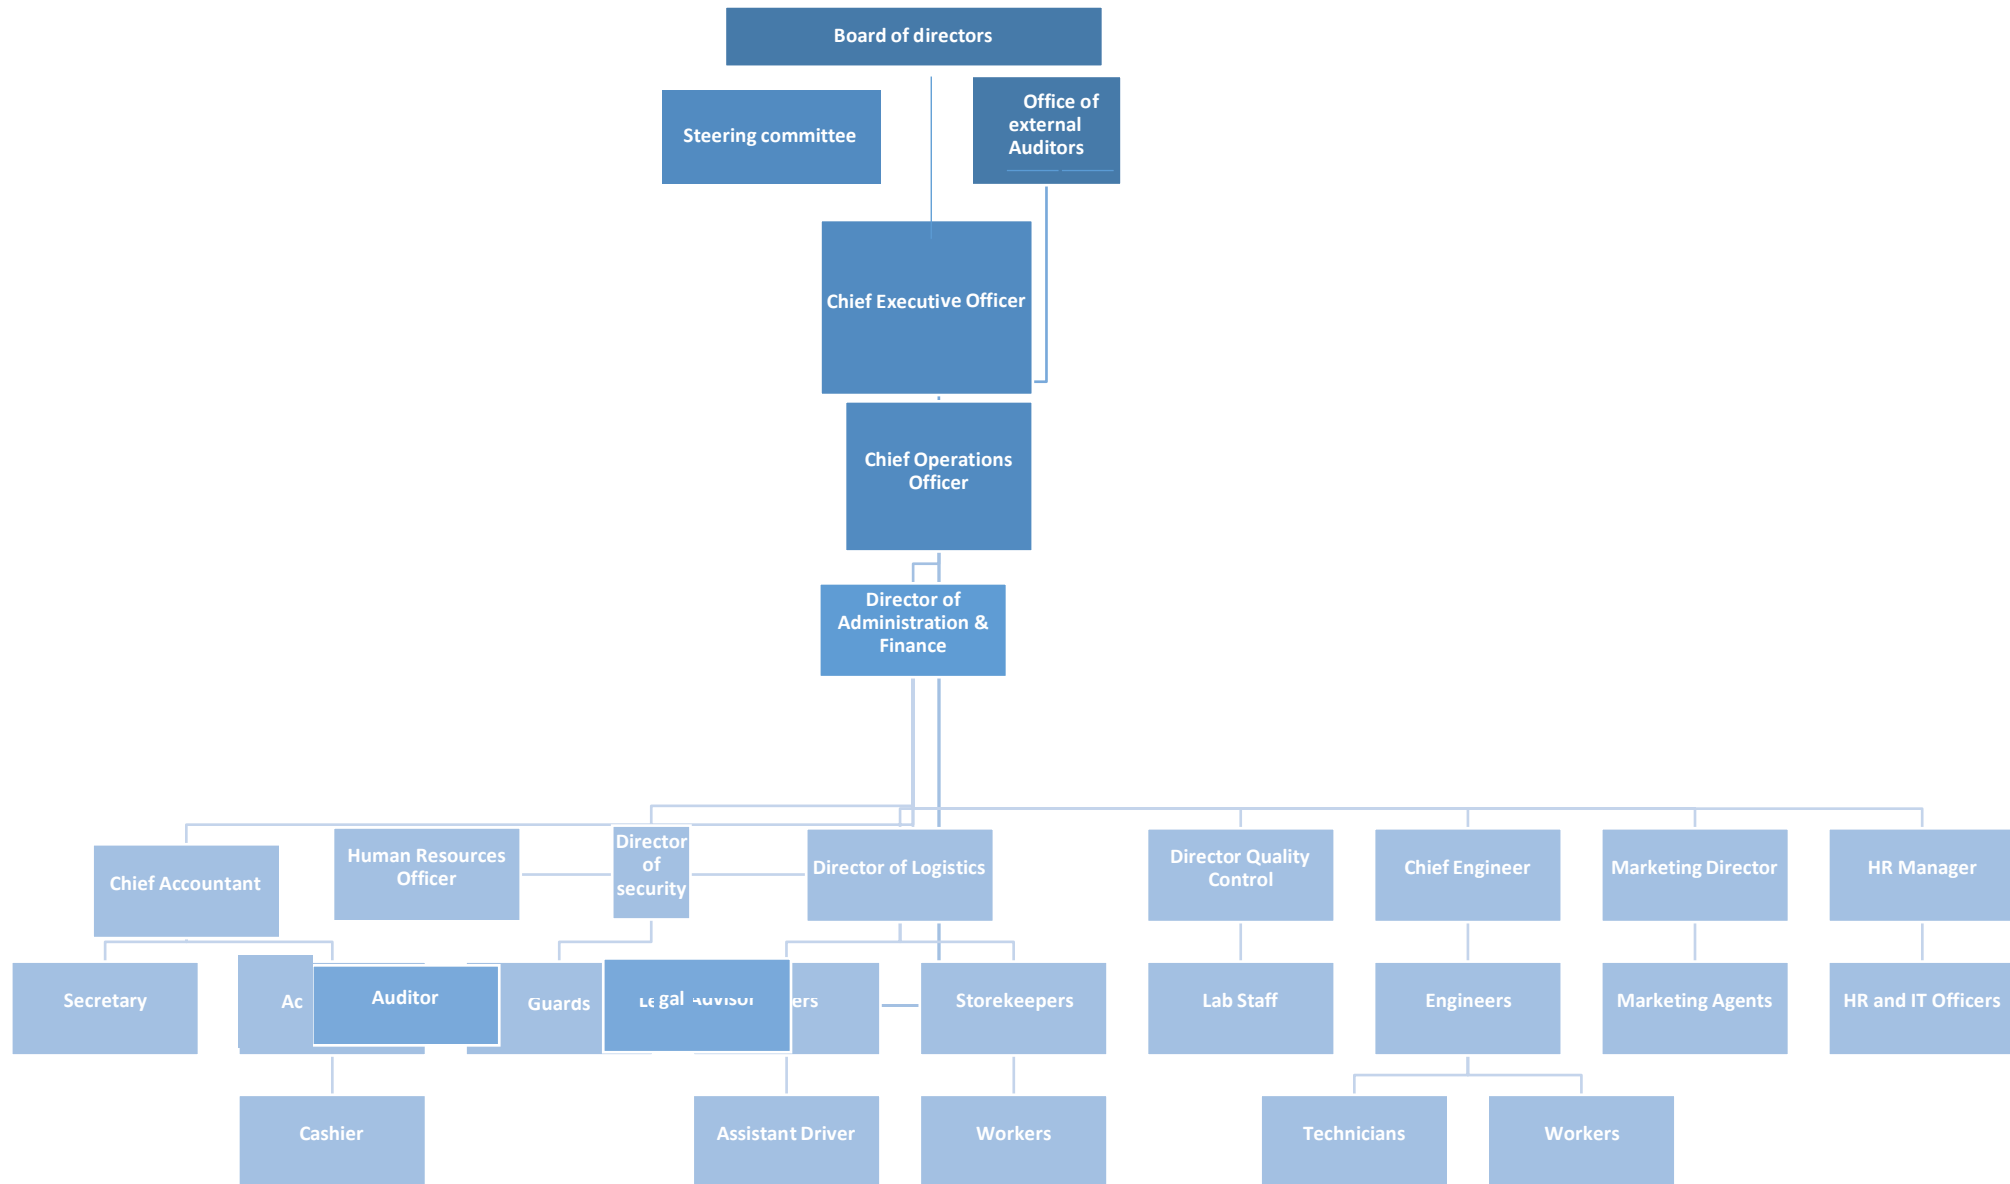 Board of directors
Steering committee
Office of
external
Auditors
Chief Executive Officer
Chief Operations
Officer
Director of
Administration &
Finance
Chief Accountant
Human Resources
Officer
Director
of
security
Director of Logistics
Director Quality
Control
Chief Engineer
Marketing Director
HR Manager
Secretary
Ac
Auditor
Guards
Legal Advisor
ers
Storekeepers
Lab Staff
Engineers
Marketing Agents
HR and IT Officers
Cashier
Assistant Driver
Workers
Technicians
Workers